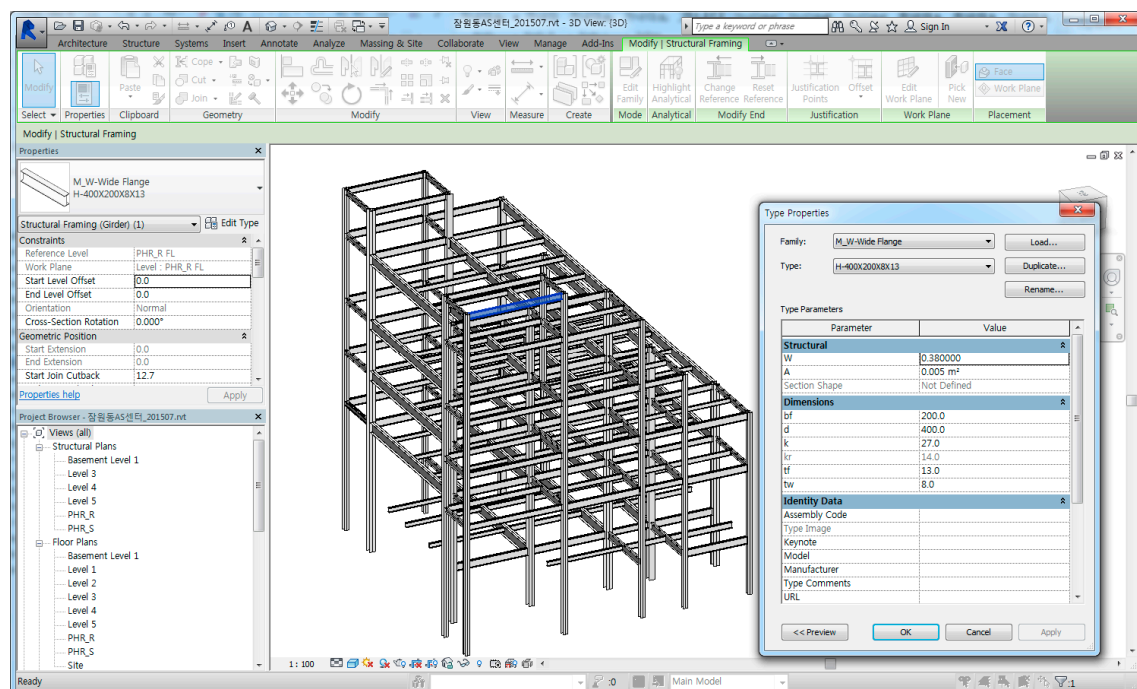 잠원동AS센터_201507.rvt - 3D View: {3D}
Type a keyword or phrase
Sign In
Architecture Structure Systems Insert Annotate Analyze Massing & Site Collaborate View Manage Add-Ins Modify | Structural Framing
Modify
Paste
Cope
Cut
Join
Edit Family
Highlight Analytical
Change Reference
Reset Reference
Justification Points
Offset
Edit Work Plane
Pick New
Face
Work Plane
Select Properties Clipboard Geometry Modify View Measure Create Mode Analytical Modify End Justification Work Plane Placement
Modify | Structural Framing
Properties
M_W-Wide Flange
H-400X200X8X13
Structural Framing (Girder) (1) Edit Type
Constraints
Reference Level PHR_R FL
Work Plane Level : PHR_R FL
Start Level Offset 0.0
End Level Offset 0.0
Orientation Normal
Cross-Section Rotation 0.000°
Geometric Position
Start Extension 0.0
End Extension 0.0
Start Join Cutback 12.7
Properties help Apply
Project Browser - 잠원동AS센터_201507.rvt
Views (all)
Structural Plans
Basement Level 1
Level 3
Level 4
Level 5
PHR_R
PHR_S
Floor Plans
Basement Level 1
Level 1
Level 2
Level 3
Level 4
Level 5
PHR_R
PHR_S
Site
Type Properties
Family: M_W-Wide Flange Load...
Type: H-400X200X8X13 Duplicate...
Rename...
Type Parameters
Parameter Value
Structural
W 0.380000
A 0.005 m²
Section Shape Not Defined
Dimensions
bf 200.0
d 400.0
k 27.0
kr 14.0
tf 13.0
tw 8.0
Identity Data
Assembly Code
Type Image
Keynote
Model
Manufacturer
Type Comments
URL
<< Preview OK Cancel Apply
1 : 100
Ready
:0
Main Model
:1